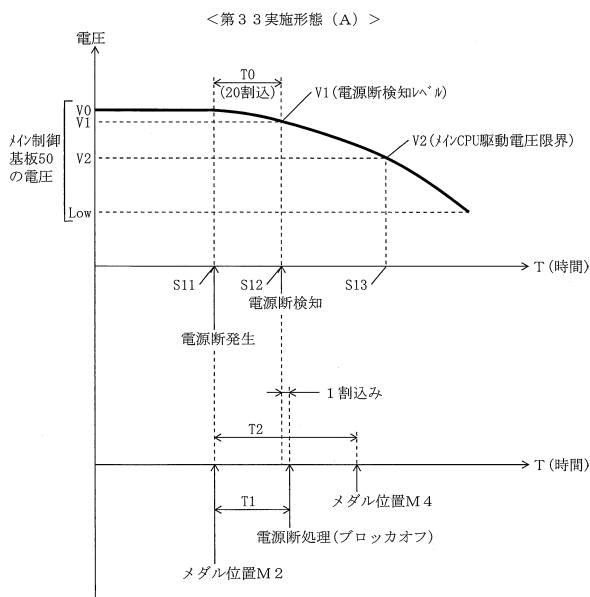 ＜第３３実施形態（Ａ）＞
電圧
T0
(20割込)
V1(電源断検知ﾚﾍﾞﾙ)
V0
V1
V2(ﾒｲﾝCPU駆動電圧限界)
ﾒｲﾝ制御
基板50
の電圧
V2
Low
T(時間)
S11
S12
S13
電源断検知
電源断発生
１割込み
T2
T(時間)
T1
メダル位置Ｍ４
電源断処理(ブロッカオフ)
メダル位置Ｍ２